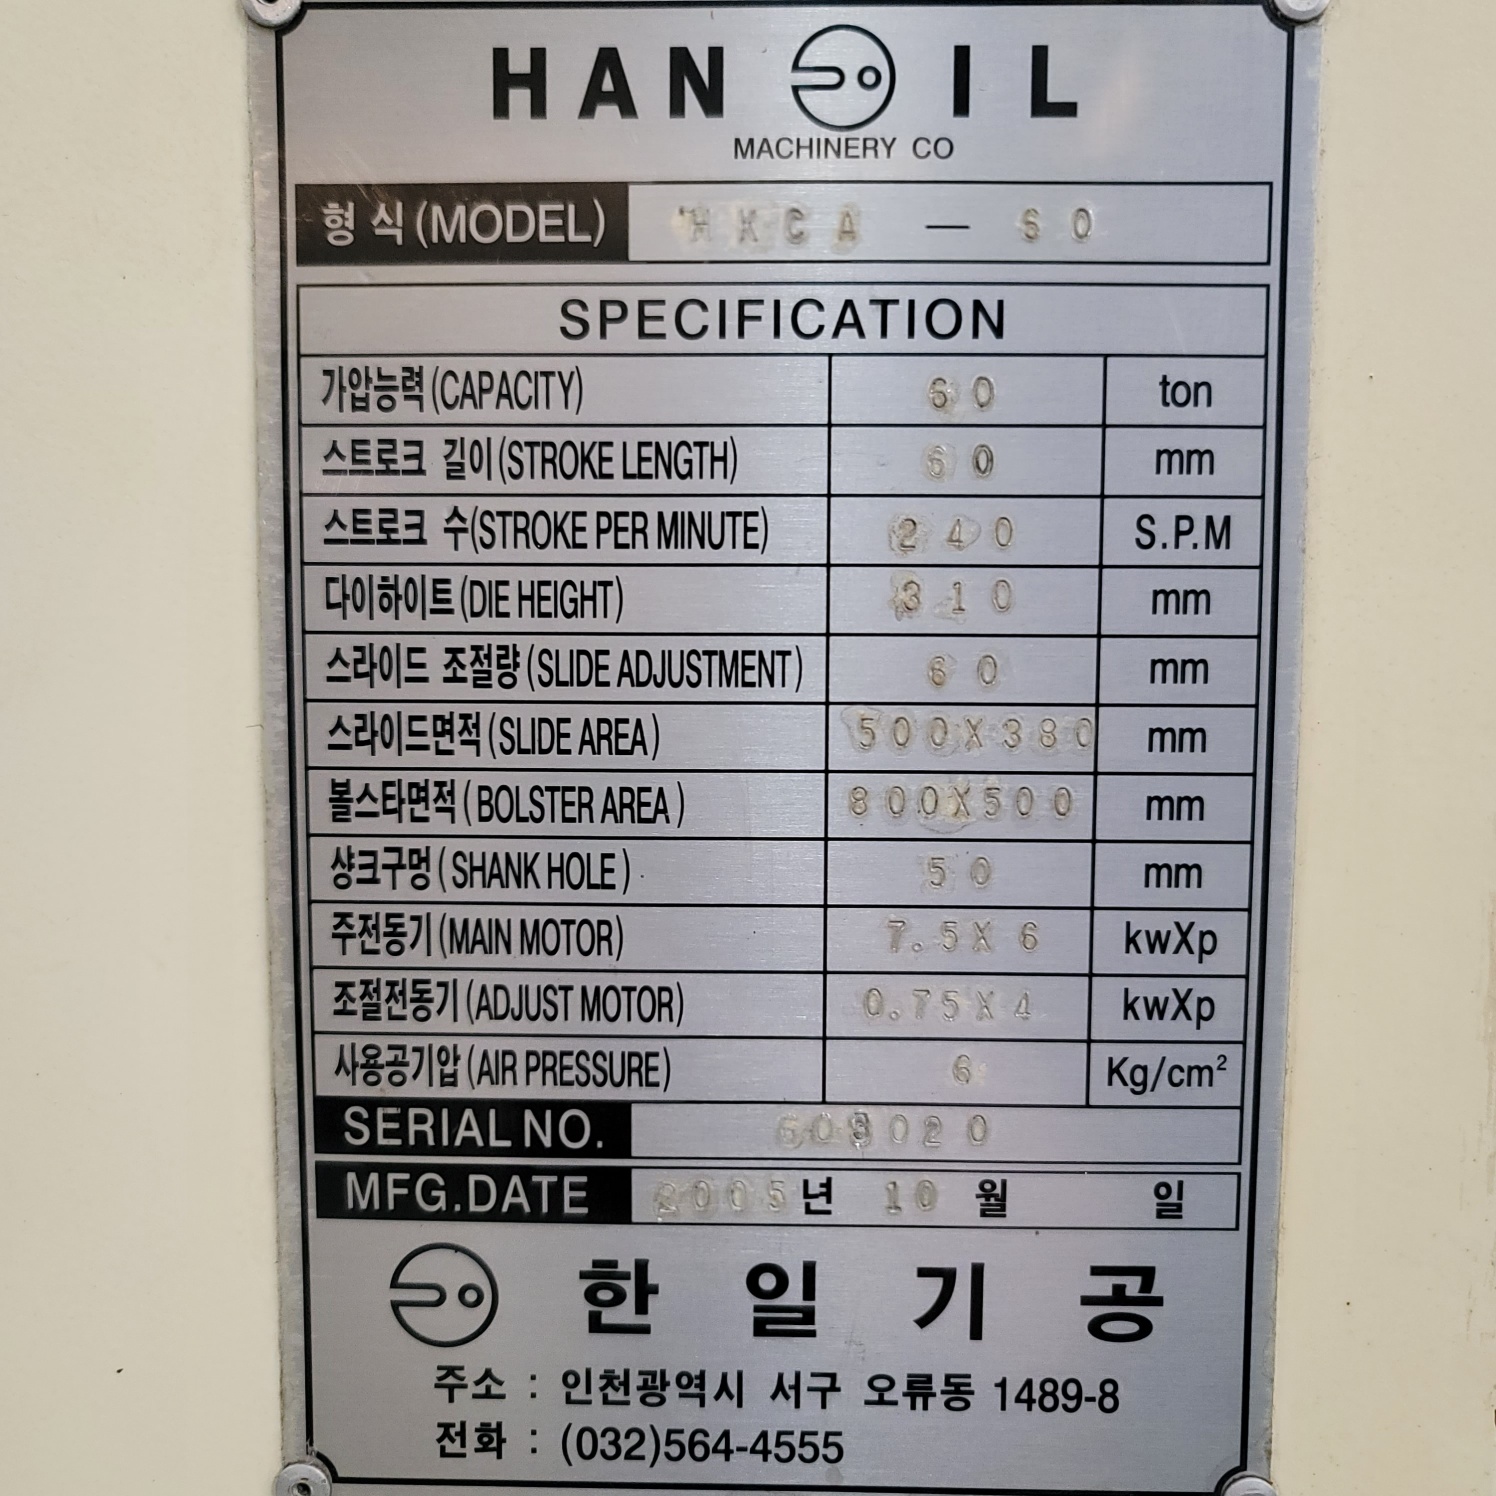 HAN IL
MACHINERY CO
형 식(MODEL) HKCA — 60
SPECIFICATION
가압능력(CAPACITY) 60 ton
스트로크 길이(STROKE LENGTH) 60 mm
스트로크 수(STROKE PER MINUTE) 240 S.P.M
다이하이트(DIE HEIGHT) 310 mm
스라이드 조절량(SLIDE ADJUSTMENT) 60 mm
스라이드면적(SLIDE AREA) 500X380 mm
볼스타면적(BOLSTER AREA) 800X500 mm
샹크구멍(SHANK HOLE) 50 mm
주전동기(MAIN MOTOR) 7.5X6 kwXp
조절전동기(ADJUST MOTOR) 0.75X4 kwXp
사용공기압(AIR PRESSURE) 6 Kg/cm²
SERIAL NO. 603020
MFG.DATE 2005년 10월 일
한일기공
주소 : 인천광역시 서구 오류동 1489-8
전화 : (032)564-4555